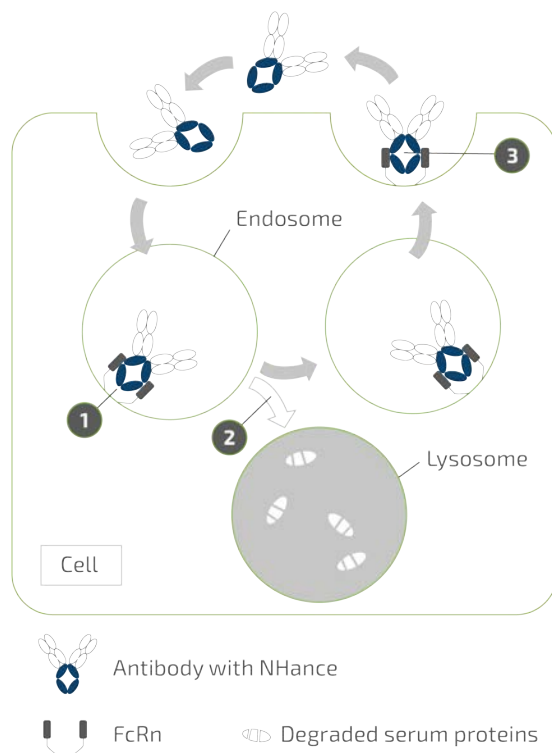 3
Endosome
1
2
Lysosome
Cell
Antibody with NHance
FcRn
Degraded serum proteins